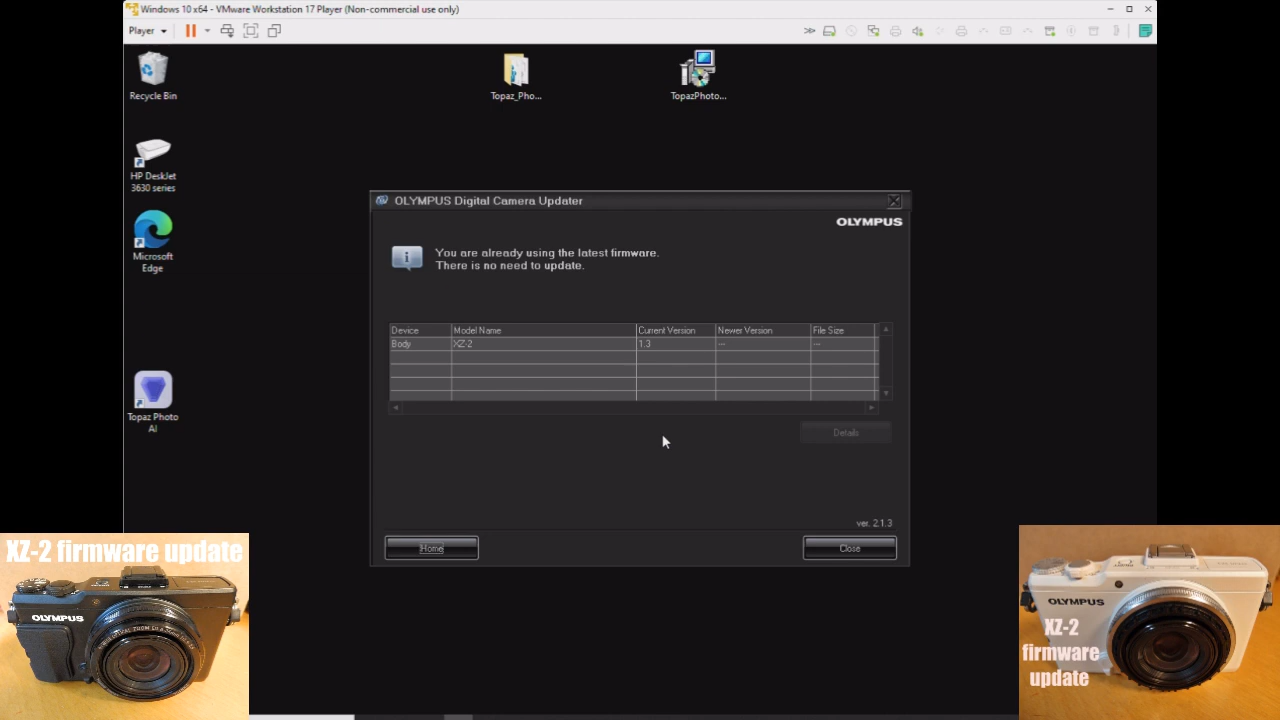 Windows 10 x64 - VMware Workstation 17 Player (Non-commercial use only)
Player
Recycle Bin
Topaz_Pho...
TopazPhoto...
HP DeskJet
3630 series
Microsoft
Edge
Topaz Photo
AI
OLYMPUS Digital Camera Updater
OLYMPUS
You are already using the latest firmware.
There is no need to update.
Device Model Name Current Version Newer Version File Size
Body XZ-2 1.3 --- ---
Details
ver. 2.1.3
Home Close
XZ-2 firmware update
OLYMPUS
OLYMPUS
XZ-2
firmware
update